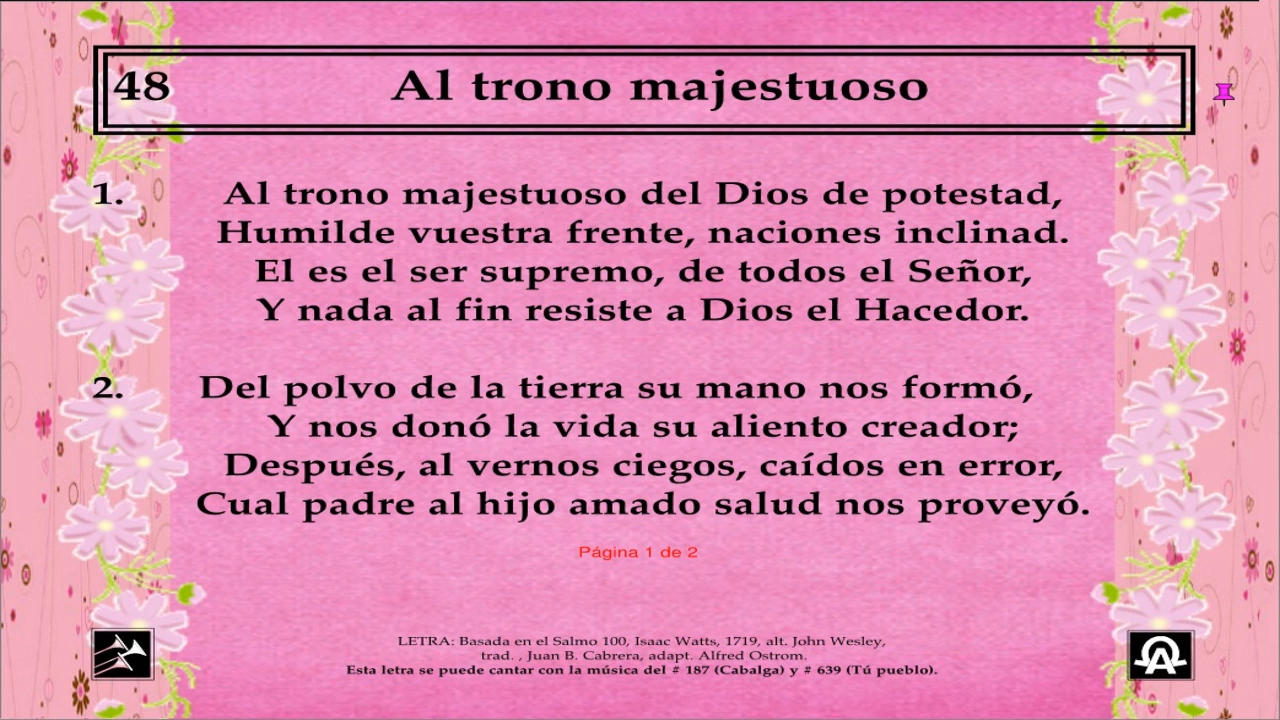 48 Al trono majestuoso
1. Al trono majestuoso del Dios de potestad,
Humilde vuestra frente, naciones inclinad.
El es el ser supremo, de todos el Señor,
Y nada al fin resiste a Dios el Hacedor.
2. Del polvo de la tierra su mano nos formó,
Y nos donó la vida su aliento creador;
Después, al vernos ciegos, caídos en error,
Cual padre al hijo amado salud nos proveyó.
Página 1 de 2
LETRA: Basada en el Salmo 100, Isaac Watts, 1719, alt. John Wesley,
trad. , Juan B. Cabrera, adapt. Alfred Ostrom.
Esta letra se puede cantar con la música del # 187 (Cabalga) y # 639 (Tú pueblo).